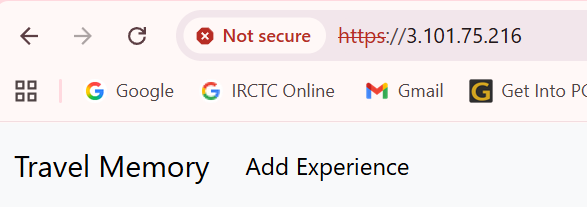 Not secure https://3.101.75.216
Google IRCTC Online Gmail Get Into PC
Travel Memory Add Experience